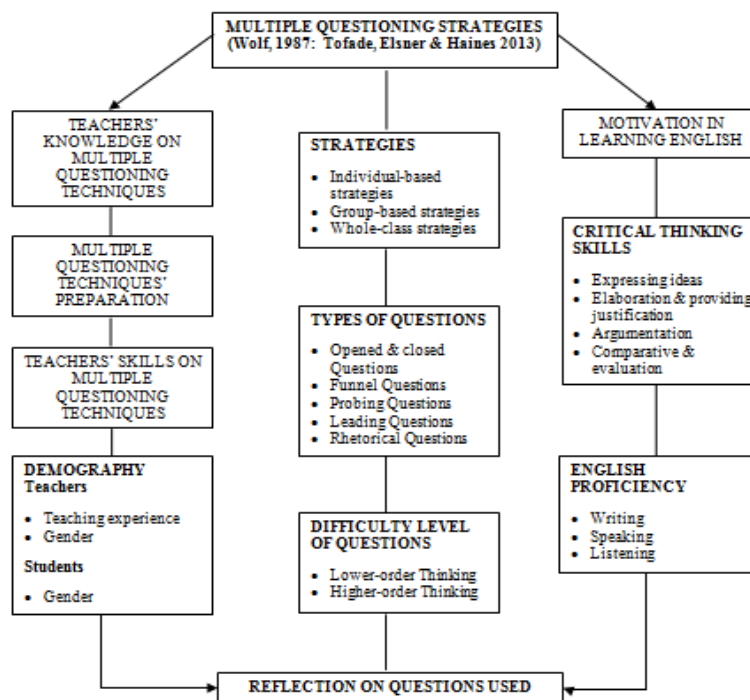 MULTIPLE QUESTIONING STRATEGIES
(Wolf, 1987: Tofade, Elsner & Haines 2013)
TEACHERS'
KNOWLEDGE ON
MULTIPLE
QUESTIONING
TECHNIQUES
MULTIPLE
QUESTIONING
TECHNIQUES'
PREPARATION
TEACHERS' SKILLS ON
MULTIPLE
QUESTIONING
TECHNIQUES
DEMOGRAPHY
Teachers
• Teaching experience
• Gender
Students
• Gender
STRATEGIES
• Individual-based
strategies
• Group-based strategies
• Whole-class strategies
TYPES OF QUESTIONS
• Opened & closed
Questions
• Funnel Questions
• Probing Questions
• Leading Questions
• Rhetorical Questions
DIFFICULTY LEVEL
OF QUESTIONS
• Lower-order Thinking
• Higher-order Thinking
MOTIVATION IN
LEARNING ENGLISH
CRITICAL THINKING
SKILLS
• Expressing ideas
• Elaboration & providing
justification
• Argumentation
• Comparative &
evaluation
ENGLISH
PROFICIENCY
• Writing
• Speaking
• Listening
REFLECTION ON QUESTIONS USED